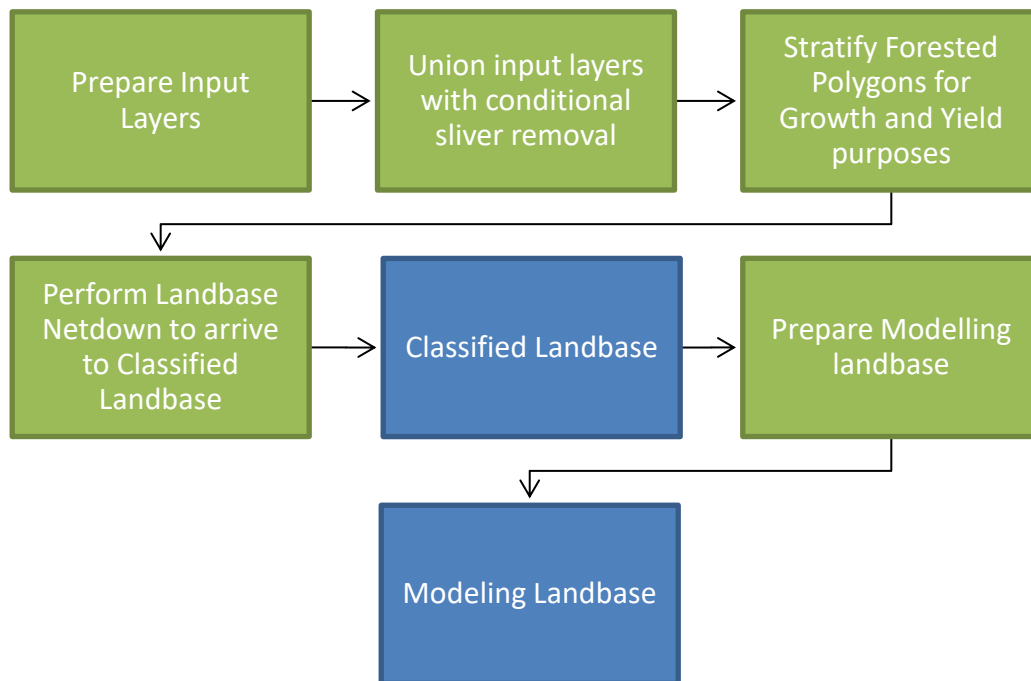 Prepare Input
Layers
Union input layers
with conditional
sliver removal
Stratify Forested
Polygons for
Growth and Yield
purposes
Perform Landbase
Netdown to arrive
to Classified
Landbase
Classified Landbase
Prepare Modelling
landbase
Modeling Landbase